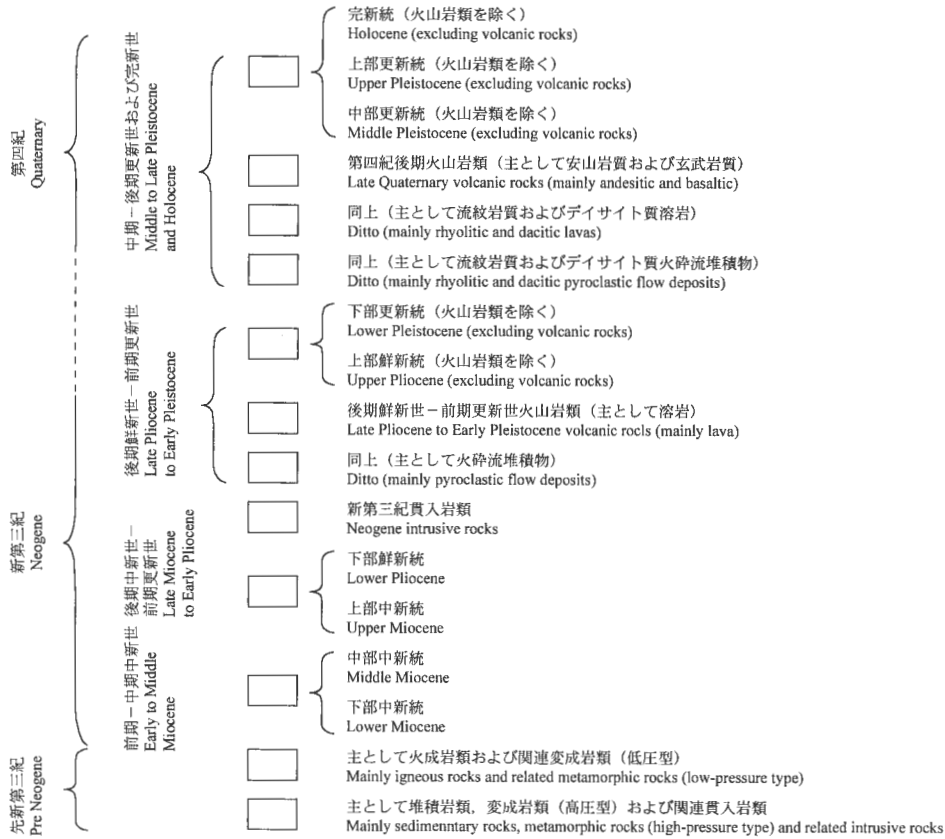 第四紀
Quaternary
中期－後期更新世および完新世
Middle to Late Pleistocene
and Holocene
完新統（火山岩類を除く）
Holocene (excluding volcanic rocks)
上部更新統（火山岩類を除く）
Upper Pleistocene (excluding volcanic rocks)
中部更新統（火山岩類を除く）
Middle Pleistocene (excluding volcanic rocks)
第四紀後期火山岩類（主として安山岩質および玄武岩質）
Late Quaternary volcanic rocks (mainly andesitic and basaltic)
同上（主として流紋岩質およびデイサイト質溶岩）
Ditto (mainly rhyolitic and dacitic lavas)
同上（主として流紋岩質およびデイサイト質火砕流堆積物）
Ditto (mainly rhyolitic and dacitic pyroclastic flow deposits)
後期鮮新世－前期更新世
Late Pliocene
to Early Pleistocene
下部更新統（火山岩類を除く）
Lower Pleistocene (excluding volcanic rocks)
上部鮮新統（火山岩類を除く）
Upper Pliocene (excluding volcanic rocks)
後期鮮新世－前期更新世火山岩類（主として溶岩）
Late Pliocene to Early Pleistocene volcanic rocls (mainly lava)
同上（主として火砕流堆積物）
Ditto (mainly pyroclastic flow deposits)
新第三紀
Neogene
新第三紀貫入岩類
Neogene intrusive rocks
後期中新世－
前期更新世
Late Miocene
to Early Pliocene
下部鮮新統
Lower Pliocene
上部中新統
Upper Miocene
前期－中期中新世
Early to Middle
Miocene
中部中新統
Middle Miocene
下部中新統
Lower Miocene
先新第三紀
Pre Neogene
主として火成岩類および関連変成岩類（低圧型）
Mainly igneous rocks and related metamorphic rocks (low-pressure type)
主として堆積岩類，変成岩類（高圧型）および関連貫入岩類
Mainly sedimenntary rocks, metamorphic rocks (high-pressure type) and related intrusive rocks